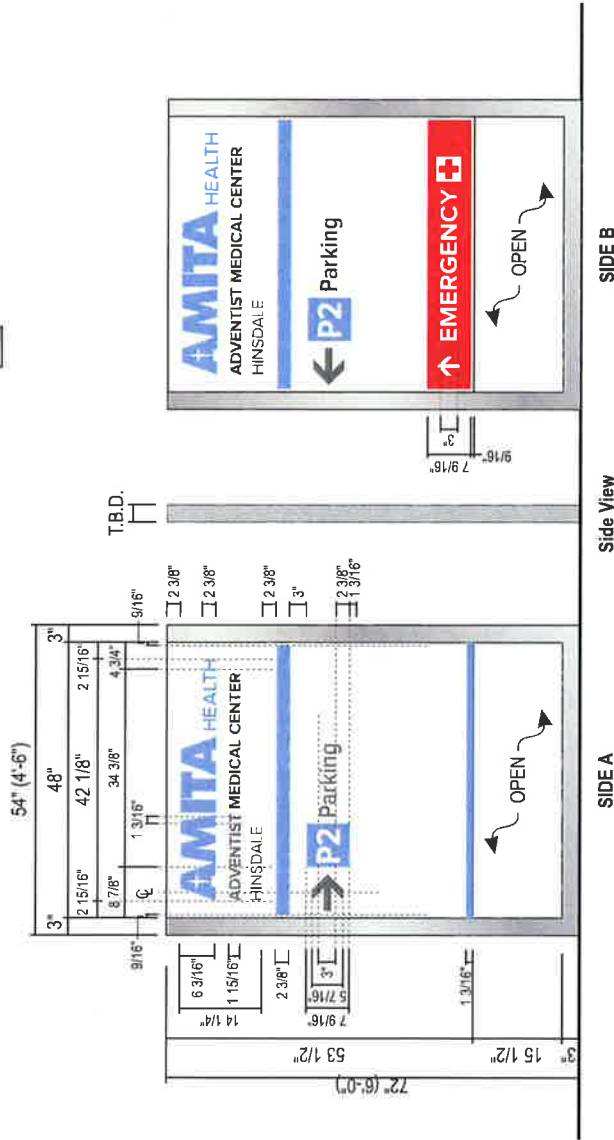 54" (4'-6")
3"
48"
3"
2 15/16"
42 1/8"
2 15/16"
9/16"
8 7/8"
34 3/8"
4 3/4"
9/16"
CL
1 3/16"
T.B.D.
6 3/16"
1 15/16"
14 1/4"
2 3/8"
3"
5 7/16"
7 9/16"
1 3/16"
53 1/2"
15 1/2"
3"
72" (6'-0")
AMITA HEALTH
ADVENTIST MEDICAL CENTER
HINSDALE
P2 Parking
OPEN
SIDE A
2 3/8"
2 3/8"
2 3/8"
3"
2 3/8"
1 3/16"
Side View
AMITA HEALTH
ADVENTIST MEDICAL CENTER
HINSDALE
P2 Parking
EMERGENCY
3"
7 9/16"
9/16"
OPEN
SIDE B